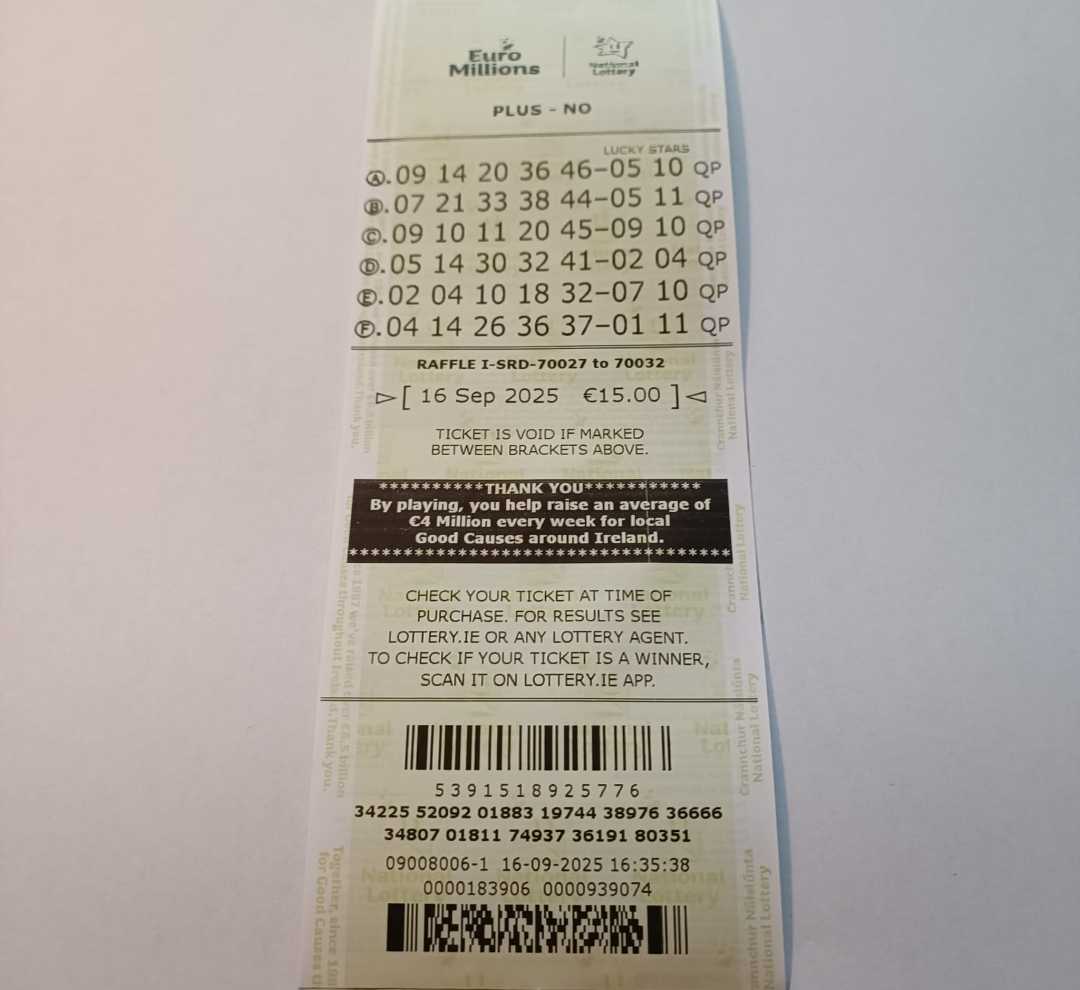 Euro Millions
National Lottery
PLUS - NO
LUCKY STARS
A. 09 14 20 36 46-05 10 QP
B. 07 21 33 38 44-05 11 QP
C. 09 10 11 20 45-09 10 QP
D. 05 14 30 32 41-02 04 QP
E. 02 04 10 18 32-07 10 QP
F. 04 14 26 36 37-01 11 QP
RAFFLE I-SRD-70027 to 70032
[ 16 Sep 2025 €15.00 ]
TICKET IS VOID IF MARKED
BETWEEN BRACKETS ABOVE.
**********THANK YOU***********
By playing, you help raise an average of
€4 Million every week for local
Good Causes around Ireland.
************************************
CHECK YOUR TICKET AT TIME OF
PURCHASE. FOR RESULTS SEE
LOTTERY.IE OR ANY LOTTERY AGENT.
TO CHECK IF YOUR TICKET IS A WINNER,
SCAN IT ON LOTTERY.IE APP.
5391518925776
34225 52092 01883 19744 38976 36666
34807 01811 74937 36191 80351
09008006-1 16-09-2025 16:35:38
0000183906 0000939074
Crannchur Náisiúnta
National Lottery